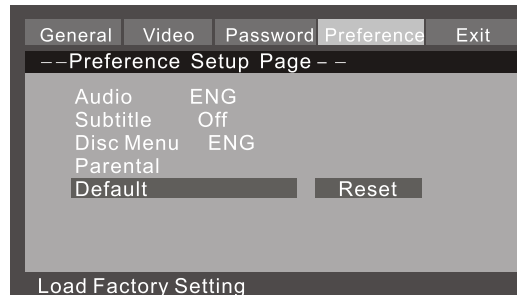 General Video Password Preference Exit
--Preference Setup Page--
Audio ENG
Subtitle Off
Disc Menu ENG
Parental
Default Reset
Load Factory Setting